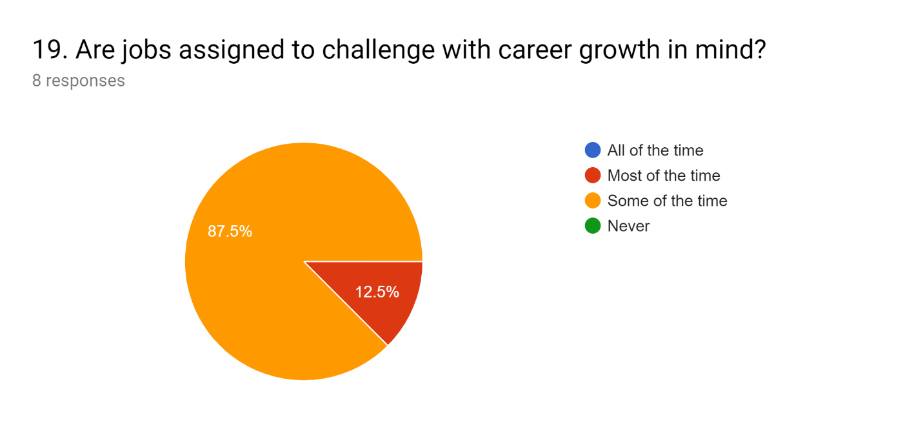 19. Are jobs assigned to challenge with career growth in mind?
8 responses
All of the time
Most of the time
Some of the time
Never
87.5%
12.5%